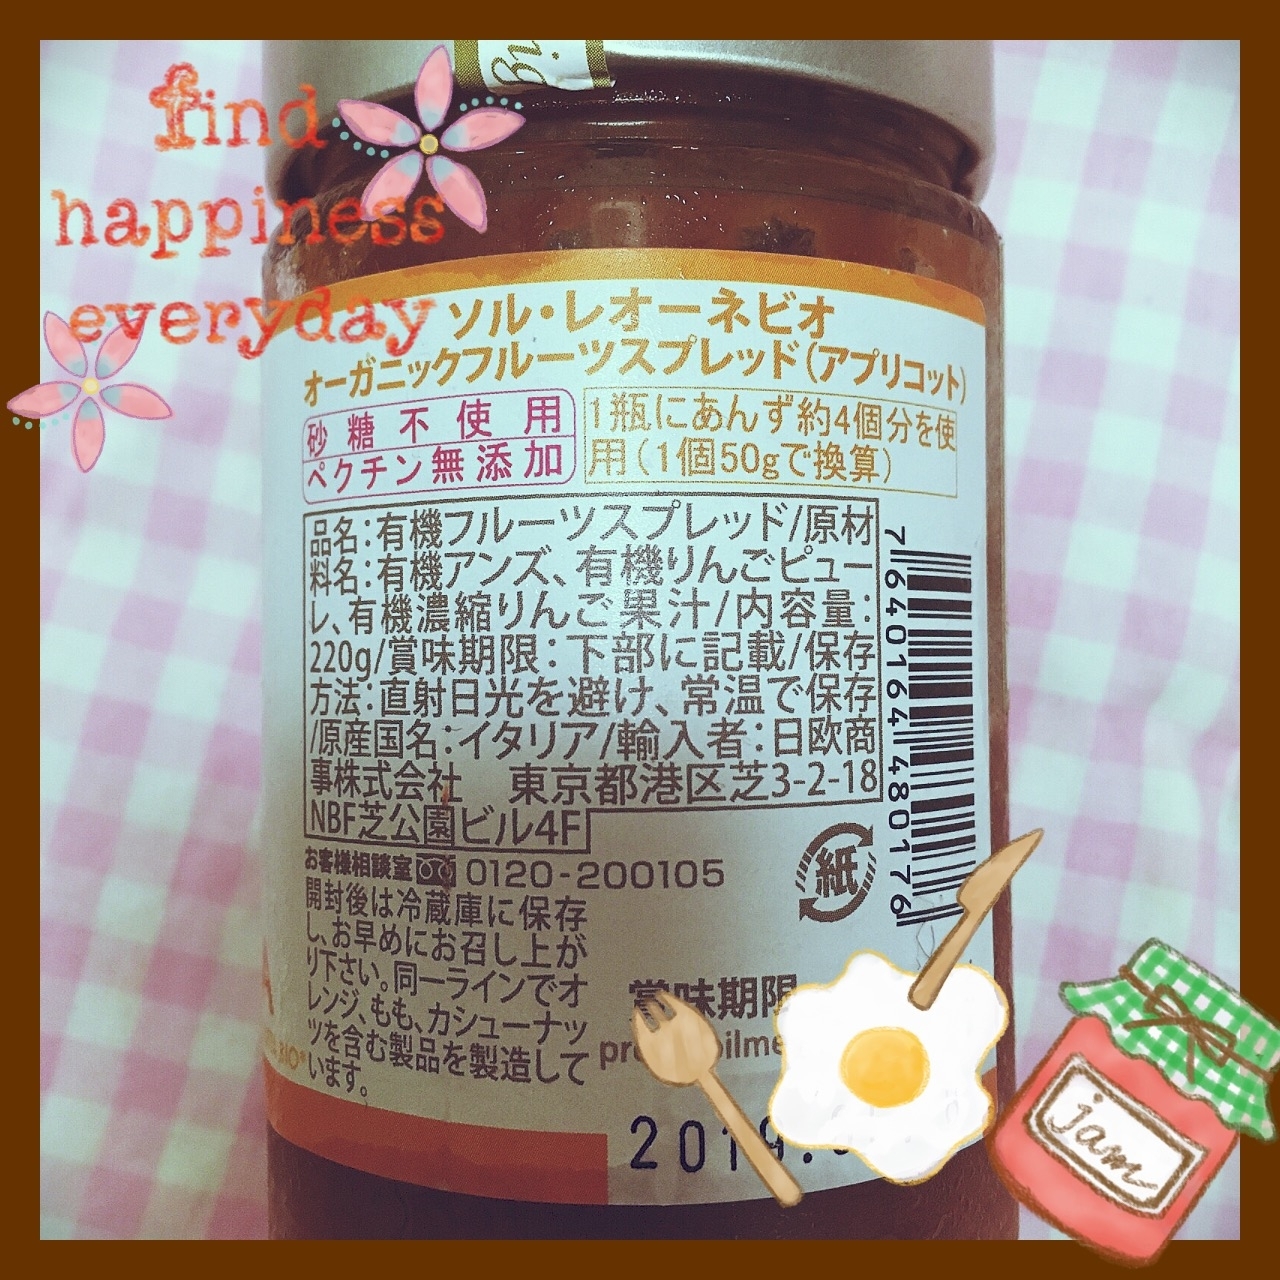 find
happiness
everyday
ソル・レオーネビオ
オーガニックフルーツスプレッド(アプリコット)
砂糖不使用
ペクチン無添加
1瓶にあんず約4個分を使
用(1個50gで換算)
品名:有機フルーツスプレッド/原材
料名:有機アンズ、有機りんごピュー
レ、有機濃縮りんご果汁/内容量:
220g/賞味期限:下部に記載/保存
方法:直射日光を避け、常温で保存
/原産国名:イタリア/輸入者:日欧商
事株式会社 東京都港区芝3-2-18
NBF芝公園ビル4F
お客様相談室 0120-200105
開封後は冷蔵庫に保存
し、お早めにお召し上が
り下さい。同一ラインでオ
レンジ、もも、カシューナッ
ツを含む製品を製造して
います。
7640164480176
紙
賞味期限
2019.
BIO
jam